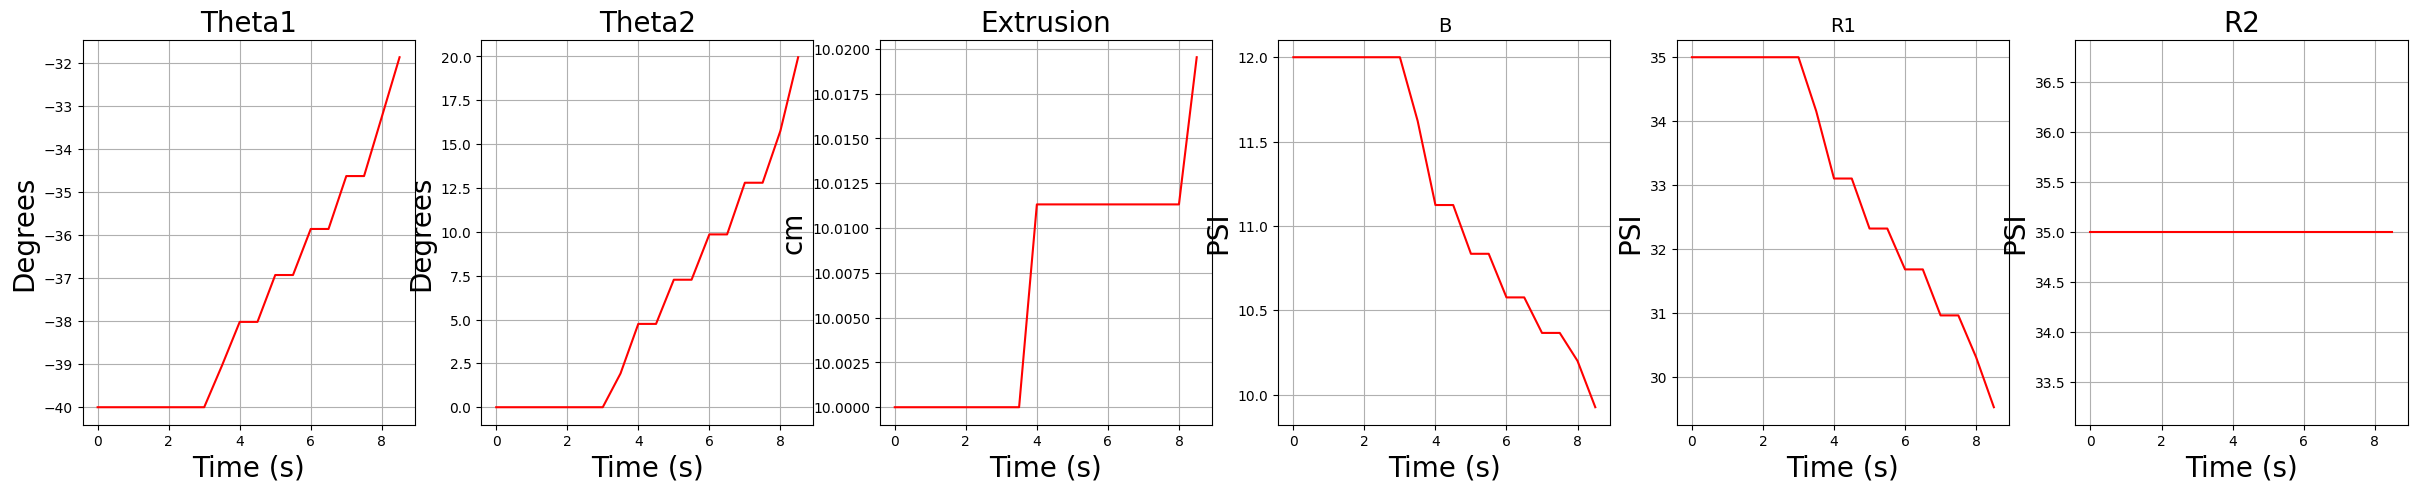 Theta1
Degrees
−32
−33
−34
−35
−36
−37
−38
−39
−40
0 2 4 6 8
Time (s)
Theta2
Degrees
20.0
17.5
15.0
12.5
10.0
7.5
5.0
2.5
0.0
0 2 4 6 8
Time (s)
Extrusion
cm
10.0200
10.0175
10.0150
10.0125
10.0100
10.0075
10.0050
10.0025
10.0000
0 2 4 6 8
Time (s)
B
PSI
12.0
11.5
11.0
10.5
10.0
0 2 4 6 8
Time (s)
R1
PSI
35
34
33
32
31
30
0 2 4 6 8
Time (s)
R2
PSI
36.5
36.0
35.5
35.0
34.5
34.0
33.5
0 2 4 6 8
Time (s)